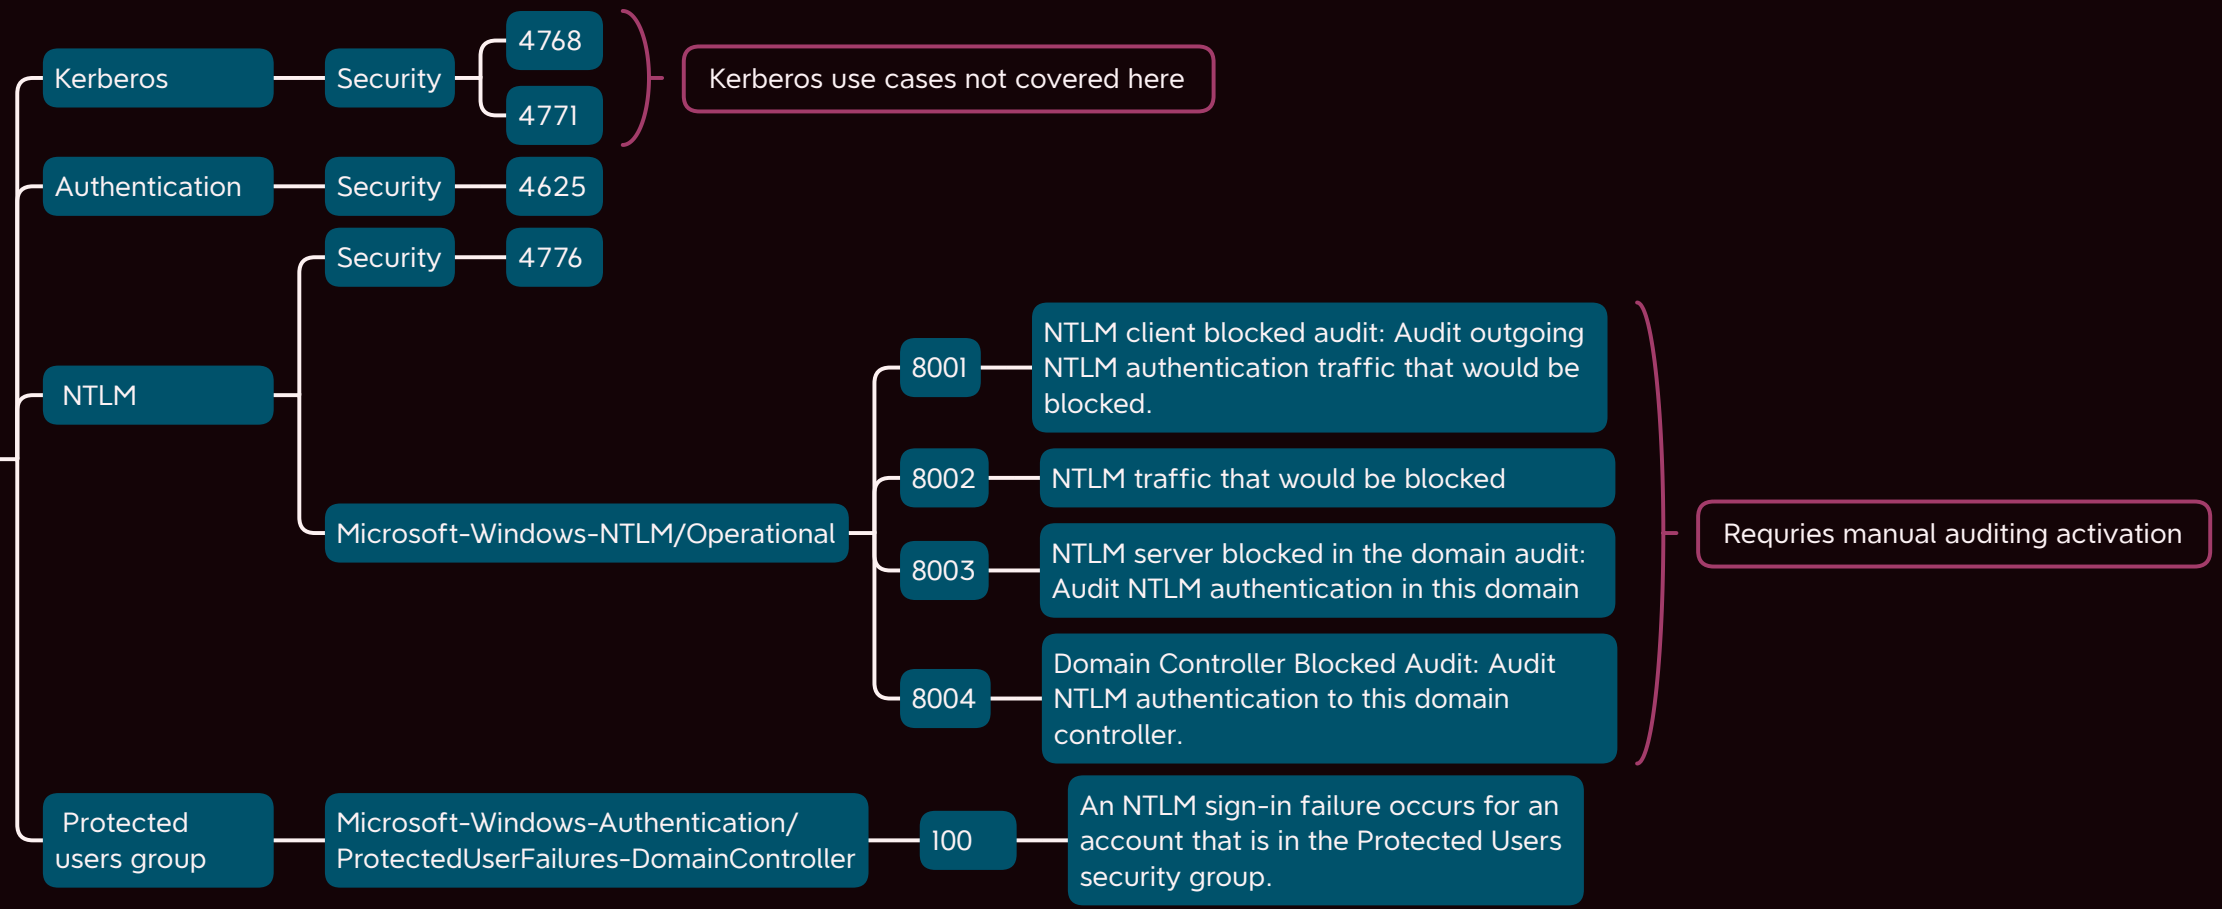 4768
Kerberos
Security
Kerberos use cases not covered here
4771
Authentication
Security
4625
Security
4776
NTLM
NTLM client blocked audit: Audit outgoing
8001
NTLM authentication traffic that would be
blocked.
8002
NTLM traffic that would be blocked
Microsoft-Windows-NTLM/Operational
Requries manual auditing activation
NTLM server blocked in the domain audit:
8003
Audit NTLM authentication in this domain
Domain Controller Blocked Audit: Audit
8004
NTLM authentication to this domain
controller.
Protected
users group
Microsoft-Windows-Authentication/
ProtectedUserFailures-DomainController
100
An NTLM sign-in failure occurs for an
account that is in the Protected Users
security group.